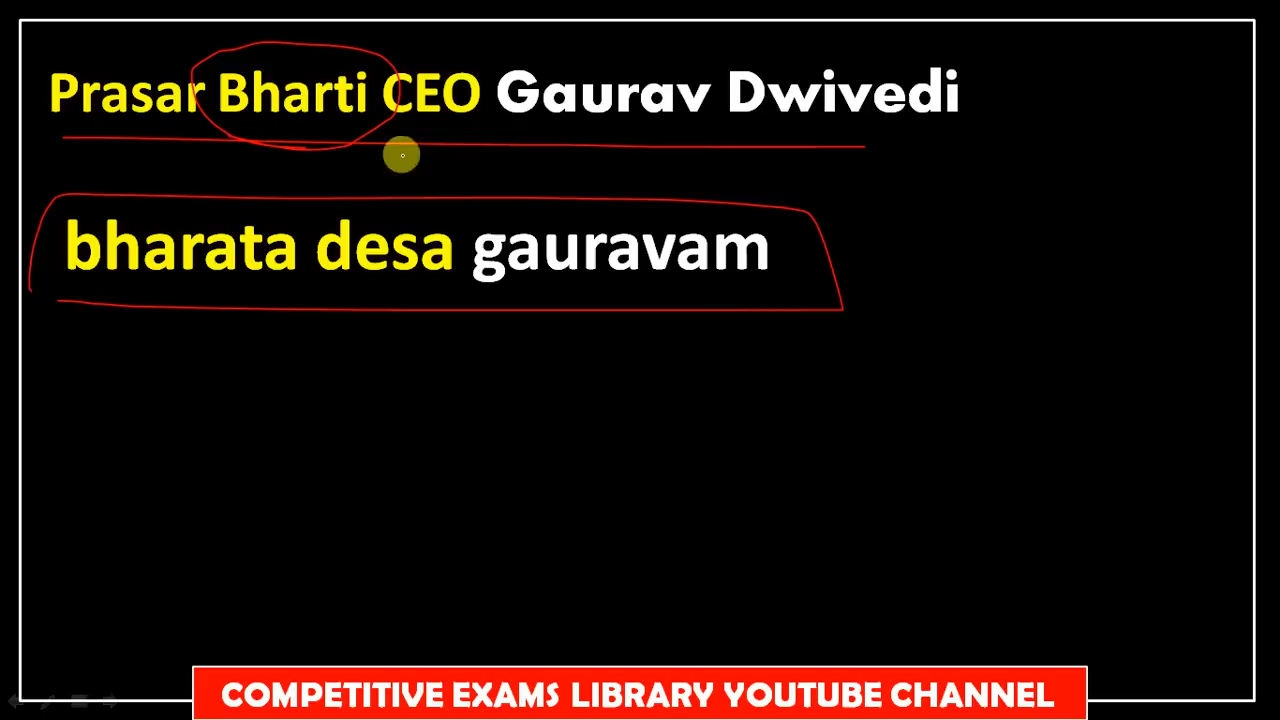 Prasar Bharti CEO Gaurav Dwivedi
bharata desa gauravam
COMPETITIVE EXAMS LIBRARY YOUTUBE CHANNEL